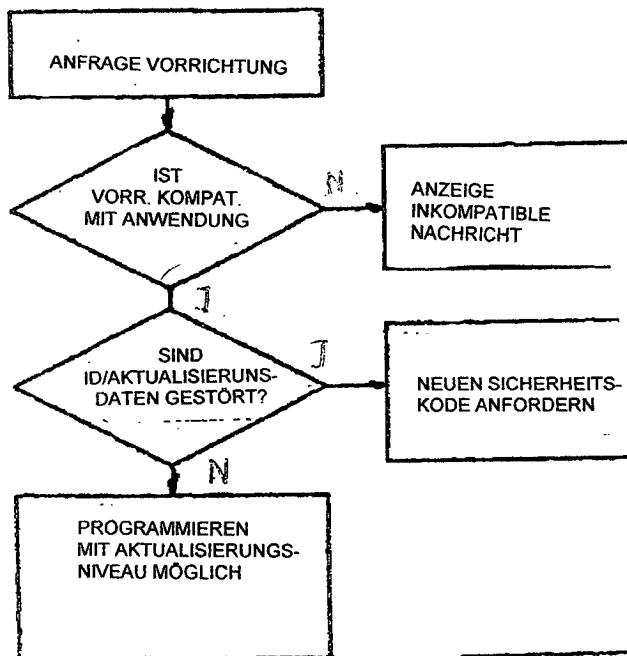 ANFRAGE VORRICHTUNG
IST
VORR. KOMPAT.
MIT ANWENDUNG
N
ANZEIGE
INKOMPATIBLE
NACHRICHT
J
SIND
ID/AKTUALISIERUNS-
DATEN GESTÖRT?
J
NEUEN SICHERHEITS-
KODE ANFORDERN
N
PROGRAMMIEREN
MIT AKTUALISIERUNGS-
NIVEAU MÖGLICH